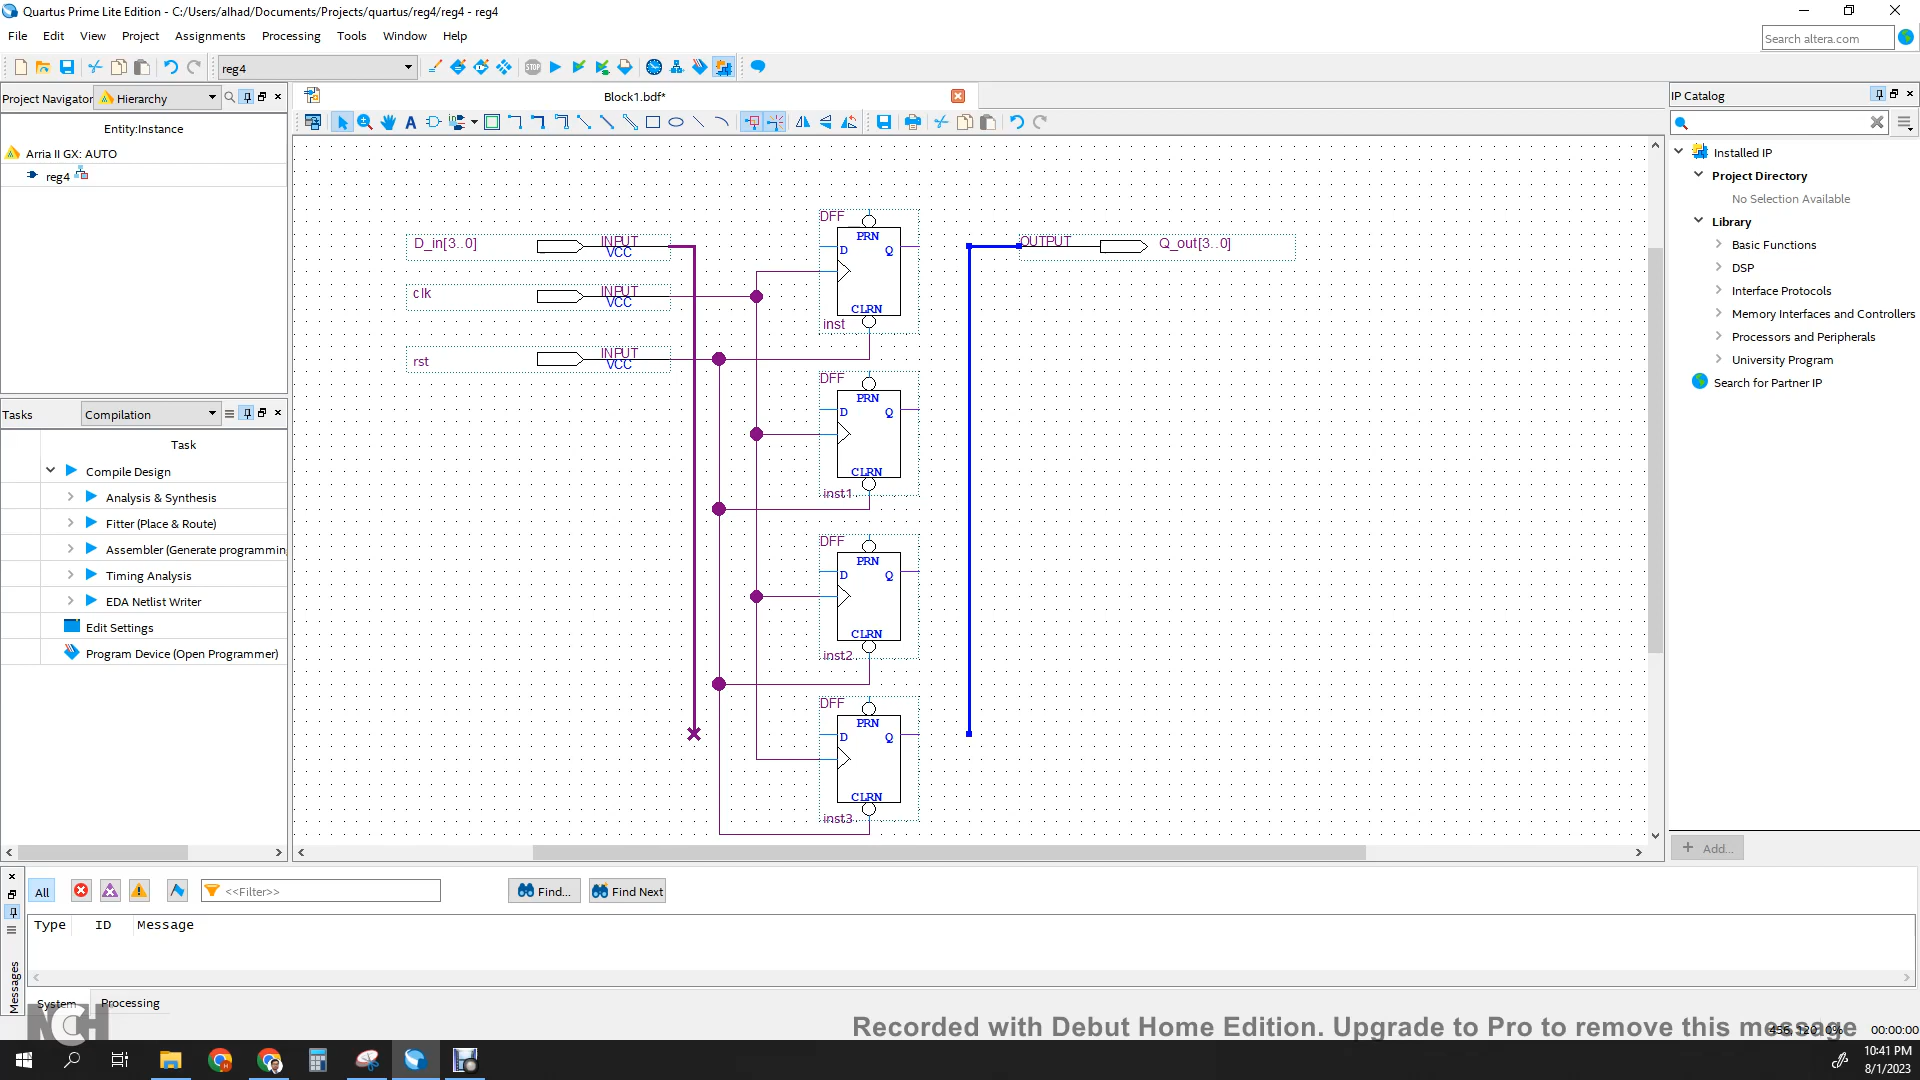 Quartus Prime Lite Edition - C:/Users/alhad/Documents/Projects/quartus/reg4/reg4 - reg4
File Edit View Project Assignments Processing Tools Window Help
Search altera.com
reg4
Project Navigator Hierarchy
Block1.bdf*
IP Catalog
Entity:Instance
Arria II GX: AUTO
reg4
Installed IP
Project Directory
No Selection Available
Library
Basic Functions
DSP
Interface Protocols
Memory Interfaces and Controllers
Processors and Peripherals
University Program
Search for Partner IP
Add...
D_in[3..0] INPUT VCC
clk INPUT VCC
rst INPUT VCC
DFF
PRN
D Q
CLRN
inst
DFF
PRN
D Q
CLRN
inst1
DFF
PRN
D Q
CLRN
inst2
DFF
PRN
D Q
CLRN
inst3
OUTPUT Q_out[3..0]
Tasks Compilation
Task
Compile Design
Analysis & Synthesis
Fitter (Place & Route)
Assembler (Generate programmin
Timing Analysis
EDA Netlist Writer
Edit Settings
Program Device (Open Programmer)
All <<Filter>> Find... Find Next
Type ID Message
Messages
System Processing
NCH
Recorded with Debut Home Edition. Upgrade to Pro to remove this message
456, 120 0% 00:00:00
10:41 PM
8/1/2023